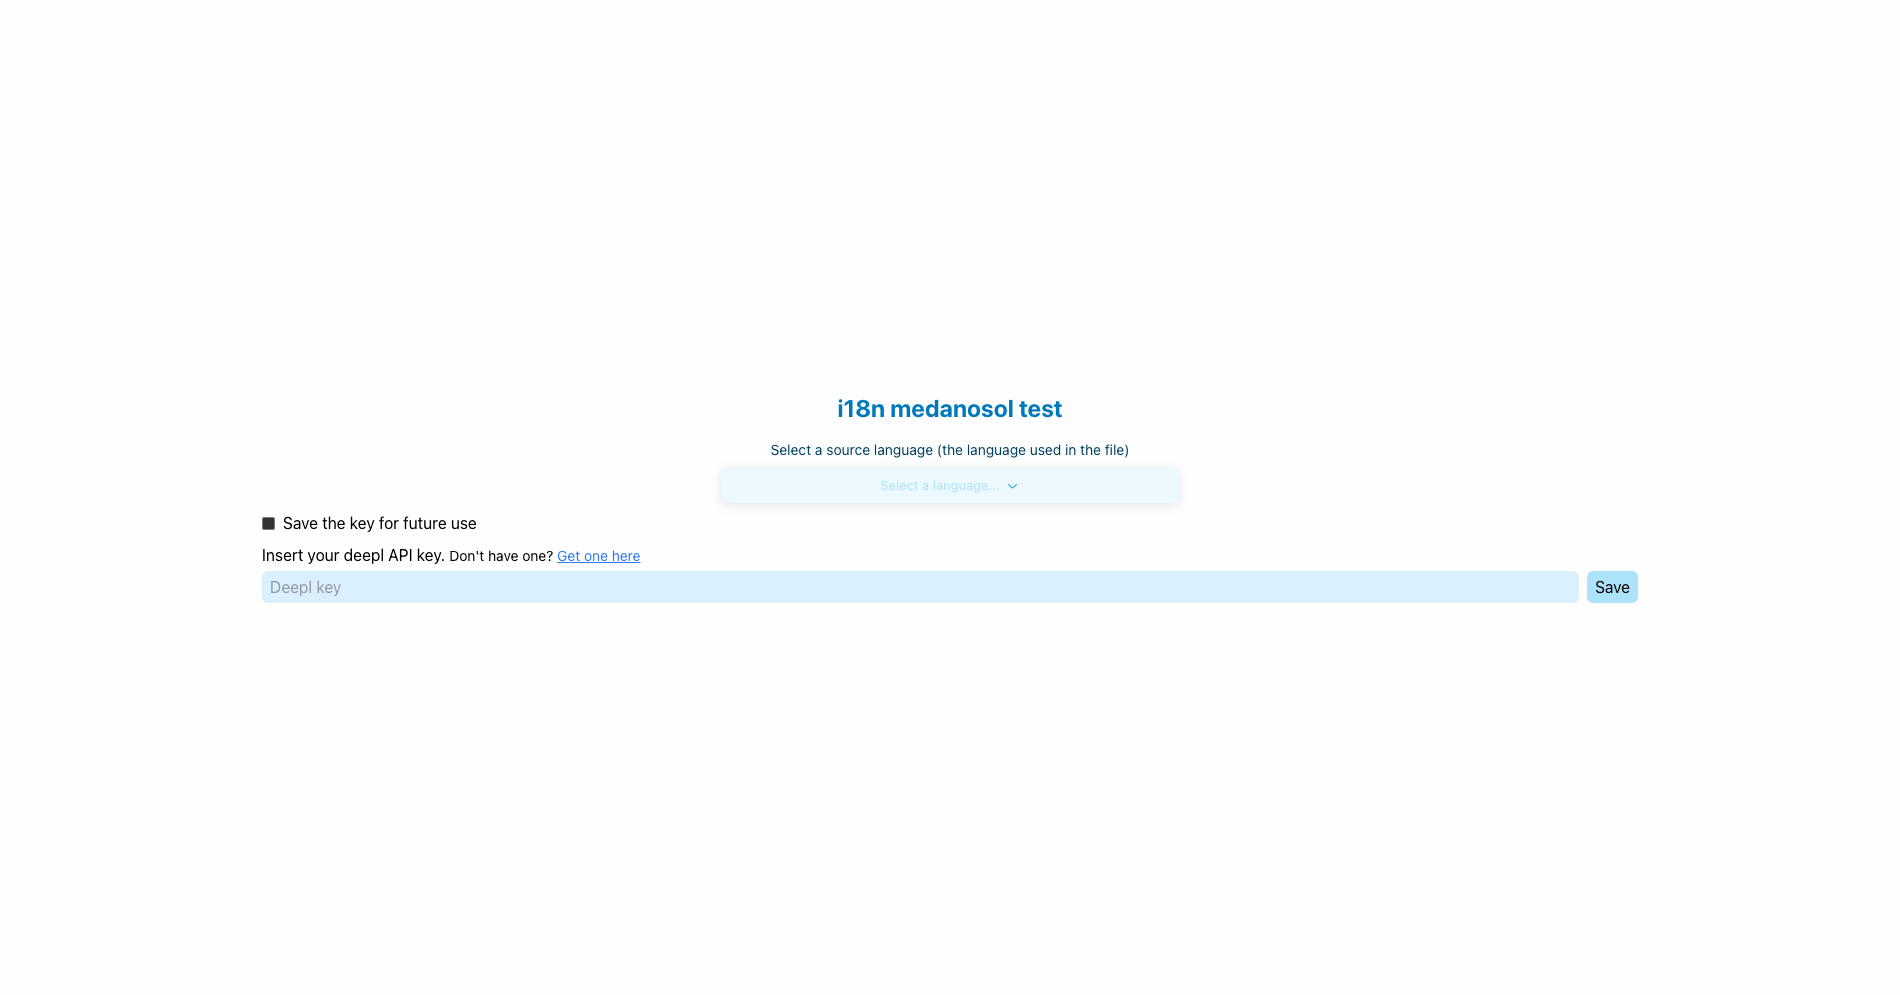 i18n medanosol test
Select a source language (the language used in the file)
Select a language...
Save the key for future use
Insert your deepl API key. Don't have one? Get one here
Deepl key
Save